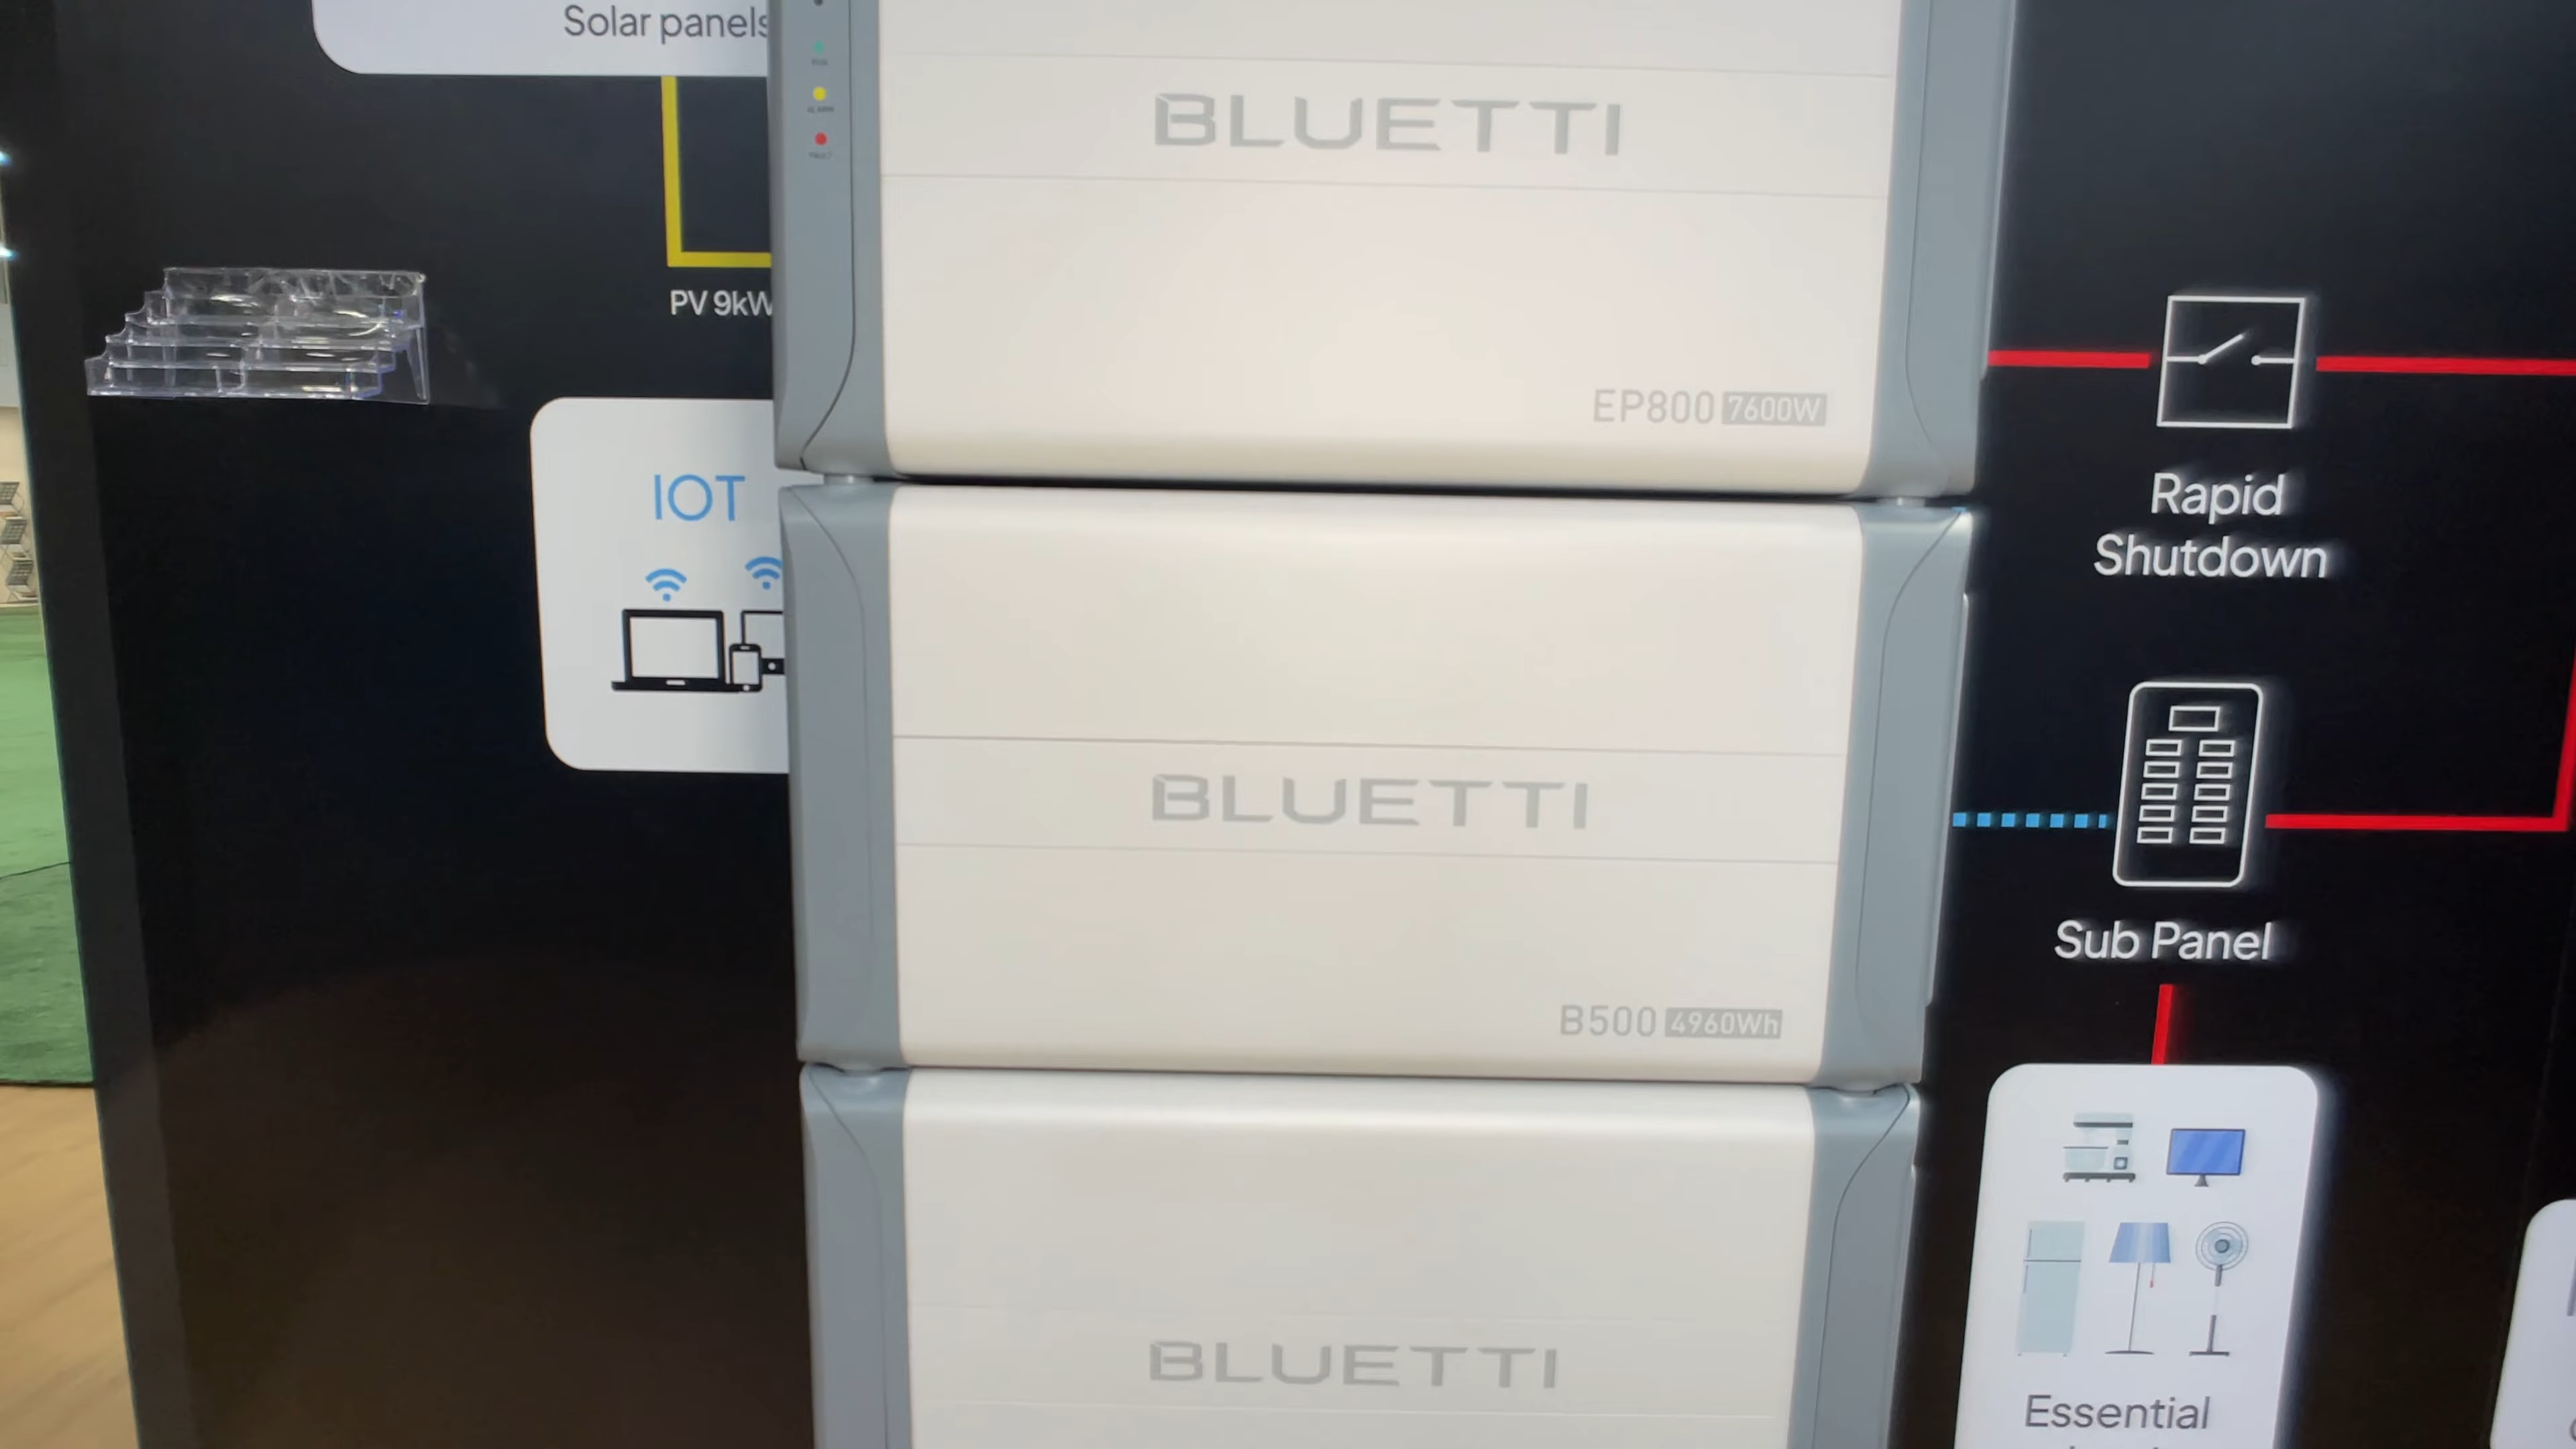 Solar panels
BLUETTI
PV 9kW
EP800 7600W
IOT
Rapid
Shutdown
BLUETTI
Sub Panel
B500 4960Wh
BLUETTI
Essential